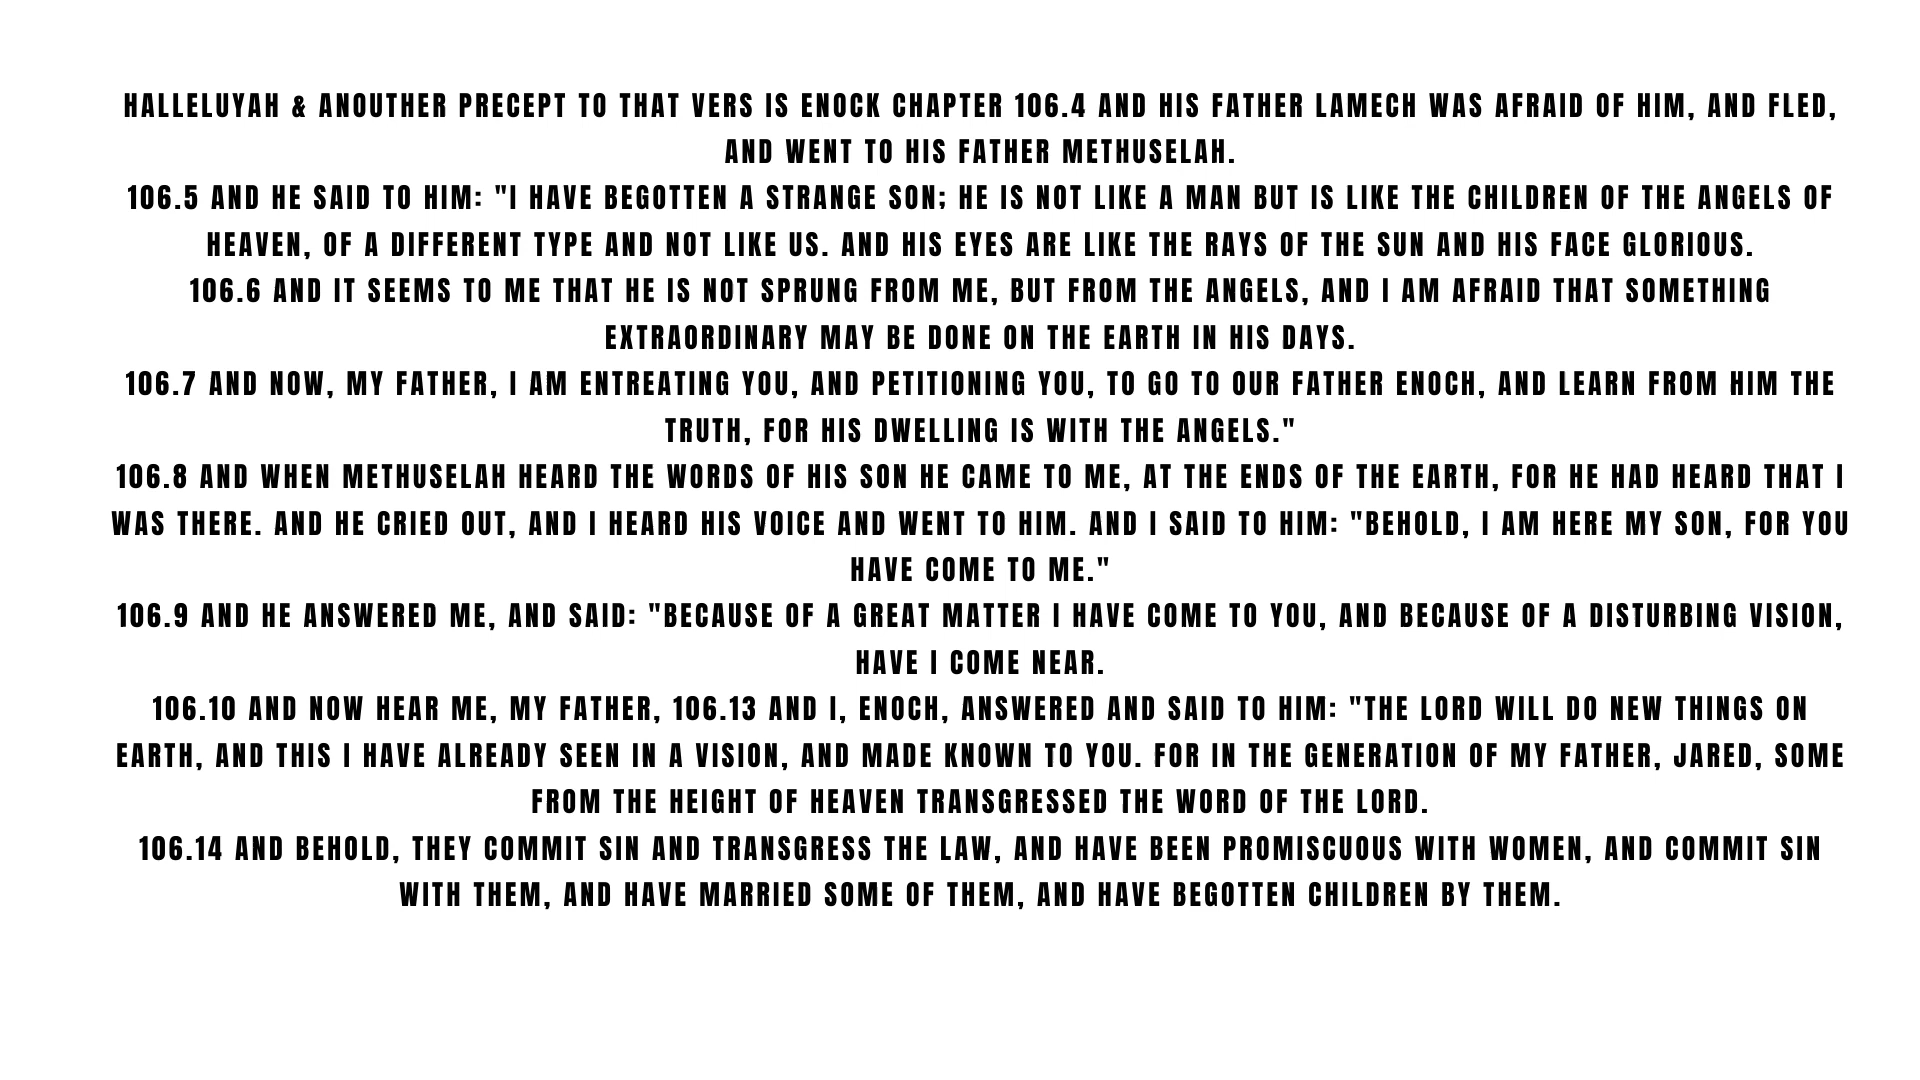 HALLELUYAH & ANOUTHER PRECEPT TO THAT VERS IS ENOCK CHAPTER 106.4 AND HIS FATHER LAMECH WAS AFRAID OF HIM, AND FLED,
AND WENT TO HIS FATHER METHUSELAH.
106.5 AND HE SAID TO HIM: "I HAVE BEGOTTEN A STRANGE SON; HE IS NOT LIKE A MAN BUT IS LIKE THE CHILDREN OF THE ANGELS OF
HEAVEN, OF A DIFFERENT TYPE AND NOT LIKE US. AND HIS EYES ARE LIKE THE RAYS OF THE SUN AND HIS FACE GLORIOUS.
106.6 AND IT SEEMS TO ME THAT HE IS NOT SPRUNG FROM ME, BUT FROM THE ANGELS, AND I AM AFRAID THAT SOMETHING
EXTRAORDINARY MAY BE DONE ON THE EARTH IN HIS DAYS.
106.7 AND NOW, MY FATHER, I AM ENTREATING YOU, AND PETITIONING YOU, TO GO TO OUR FATHER ENOCH, AND LEARN FROM HIM THE
TRUTH, FOR HIS DWELLING IS WITH THE ANGELS."
106.8 AND WHEN METHUSELAH HEARD THE WORDS OF HIS SON HE CAME TO ME, AT THE ENDS OF THE EARTH, FOR HE HAD HEARD THAT I
WAS THERE. AND HE CRIED OUT, AND I HEARD HIS VOICE AND WENT TO HIM. AND I SAID TO HIM: "BEHOLD, I AM HERE MY SON, FOR YOU
HAVE COME TO ME."
106.9 AND HE ANSWERED ME, AND SAID: "BECAUSE OF A GREAT MATTER I HAVE COME TO YOU, AND BECAUSE OF A DISTURBING VISION,
HAVE I COME NEAR.
106.10 AND NOW HEAR ME, MY FATHER, 106.13 AND I, ENOCH, ANSWERED AND SAID TO HIM: "THE LORD WILL DO NEW THINGS ON
EARTH, AND THIS I HAVE ALREADY SEEN IN A VISION, AND MADE KNOWN TO YOU. FOR IN THE GENERATION OF MY FATHER, JARED, SOME
FROM THE HEIGHT OF HEAVEN TRANSGRESSED THE WORD OF THE LORD.
106.14 AND BEHOLD, THEY COMMIT SIN AND TRANSGRESS THE LAW, AND HAVE BEEN PROMISCUOUS WITH WOMEN, AND COMMIT SIN
WITH THEM, AND HAVE MARRIED SOME OF THEM, AND HAVE BEGOTTEN CHILDREN BY THEM.